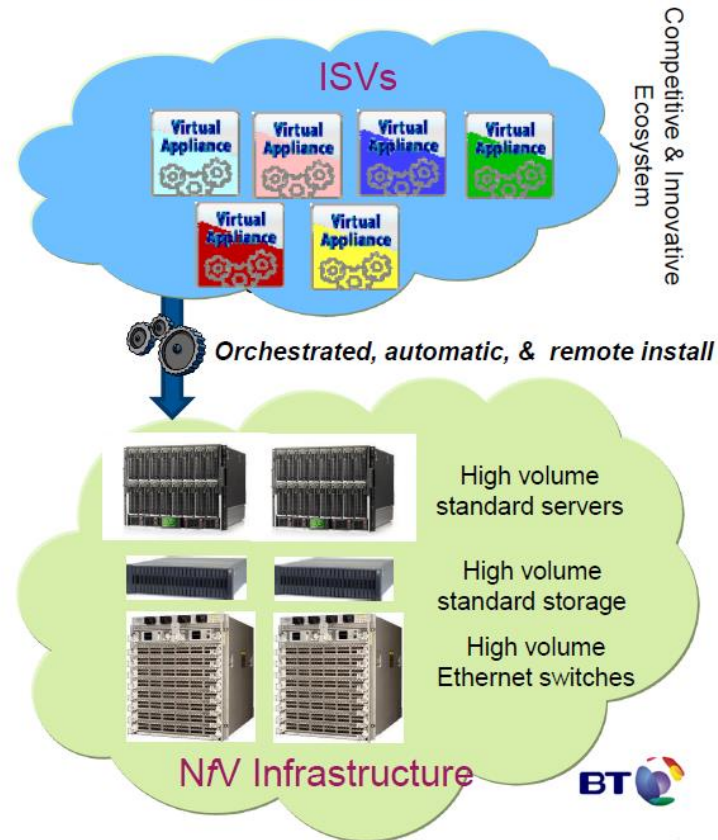 ISVs
Virtual
Appliance
Virtual
Appliance
Virtual
Appliance
Virtual
Appliance
Virtual
Appliance
Virtual
Appliance
Competitive & Innovative
Ecosystem
Orchestrated, automatic, & remote install
High volume
standard servers
High volume
standard storage
High volume
Ethernet switches
NfV Infrastructure
BT